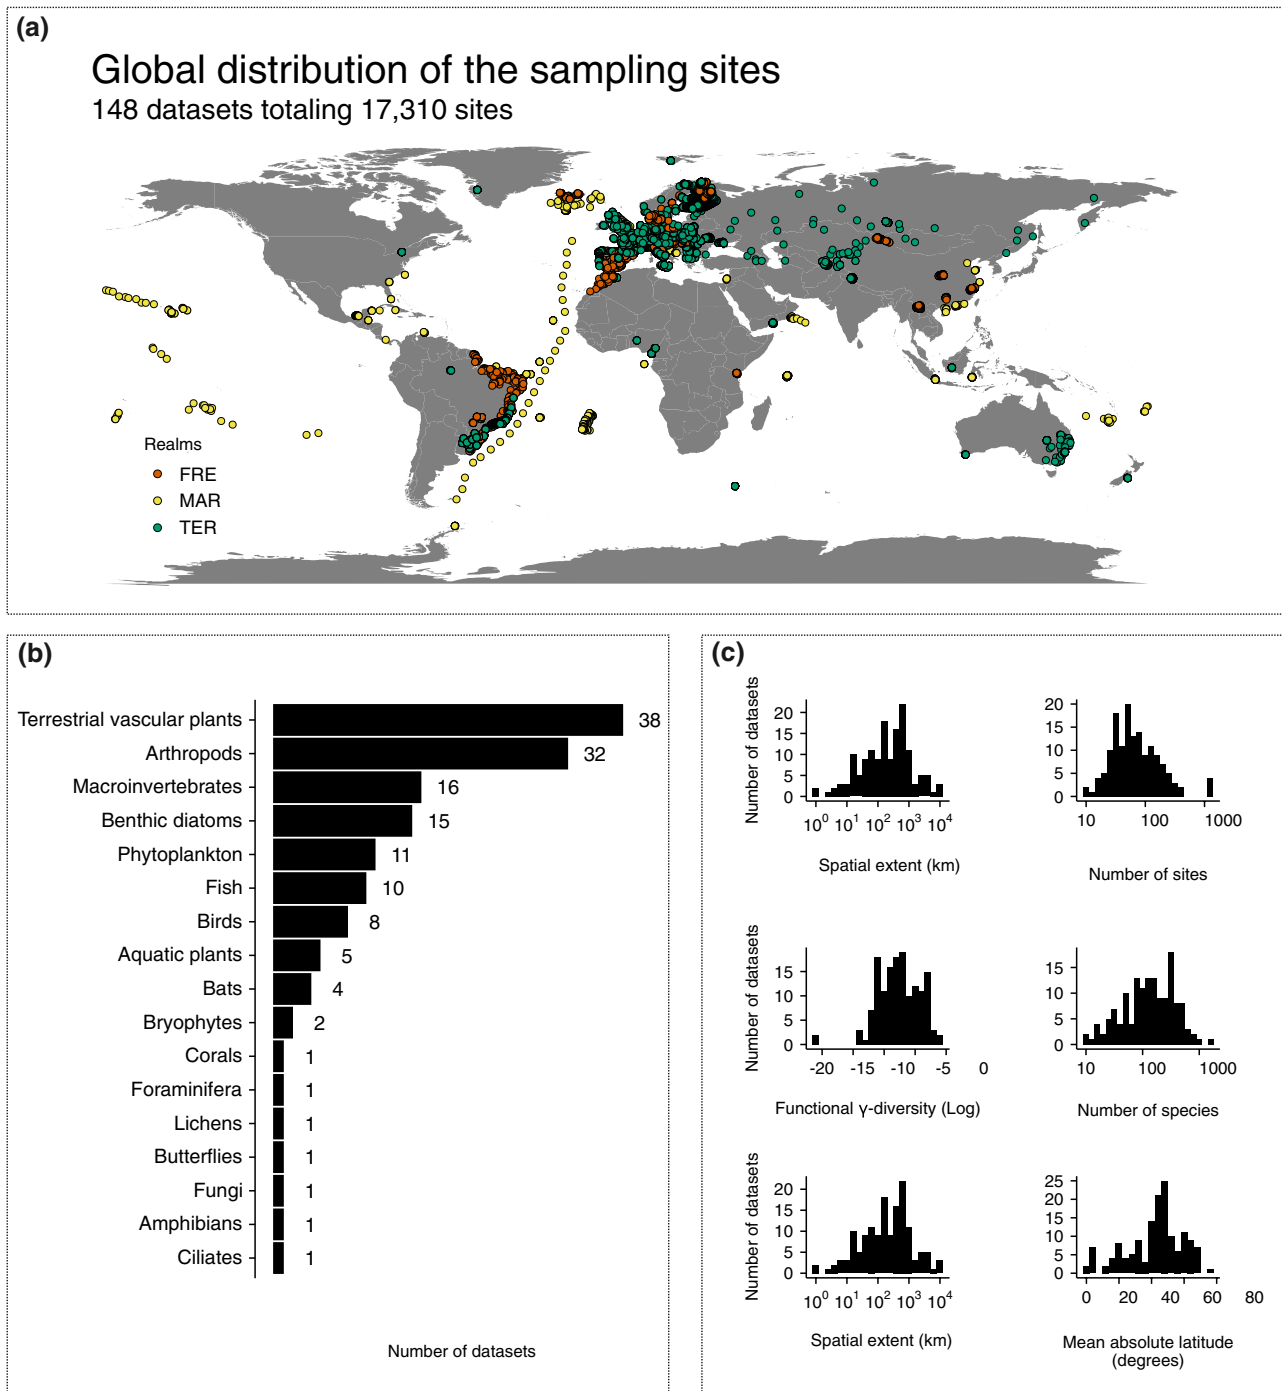 (a)
Global distribution of the sampling sites
148 datasets totaling 17,310 sites
Realms
FRE
MAR
TER
(b)
Terrestrial vascular plants 38
Arthropods 32
Macroinvertebrates 16
Benthic diatoms 15
Phytoplankton 11
Fish 10
Birds 8
Aquatic plants 5
Bats 4
Bryophytes 2
Corals 1
Foraminifera 1
Lichens 1
Butterflies 1
Fungi 1
Amphibians 1
Ciliates 1
Number of datasets
(c)
Number of datasets
20
15
10
5
0
10⁰ 10¹ 10² 10³ 10⁴
Spatial extent (km)
20
15
10
5
0
10 100 1000
Number of sites
Number of datasets
15
10
5
0
-20 -15 -10 -5 0
Functional γ-diversity (Log)
15
10
5
0
10 100 1000
Number of species
Number of datasets
20
15
10
5
0
10⁰ 10¹ 10² 10³ 10⁴
Spatial extent (km)
25
20
15
10
5
0
0 20 40 60 80
Mean absolute latitude
(degrees)